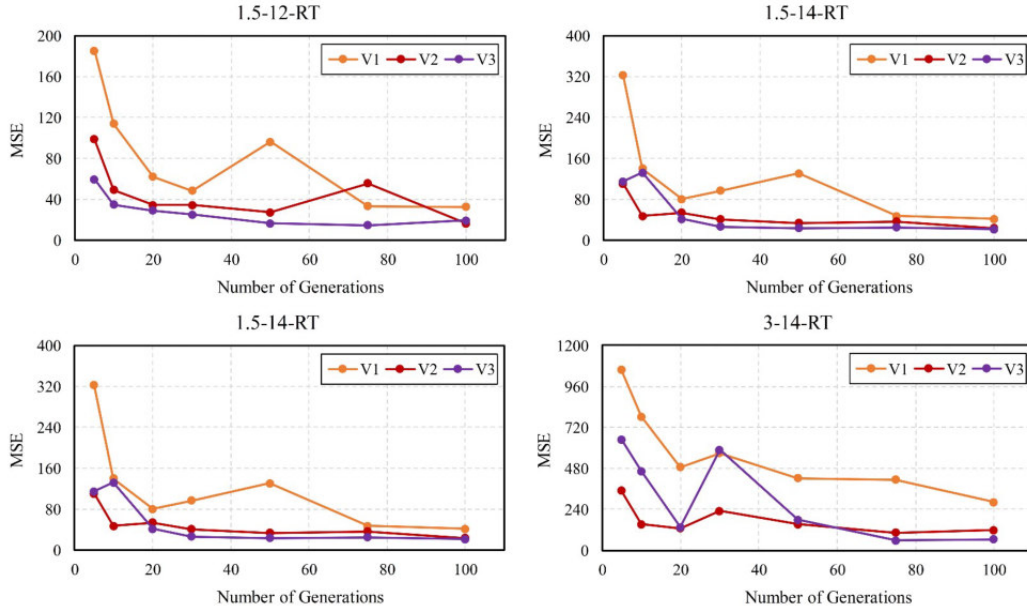 1.5-12-RT
200
160
120
80
40
0
MSE
V1 V2 V3
0 20 40 60 80 100
Number of Generations
1.5-14-RT
400
320
240
160
80
0
MSE
V1 V2 V3
0 20 40 60 80 100
Number of Generations
1.5-14-RT
400
320
240
160
80
0
MSE
V1 V2 V3
0 20 40 60 80 100
Number of Generations
3-14-RT
1200
960
720
480
240
0
MSE
V1 V2 V3
0 20 40 60 80 100
Number of Generations